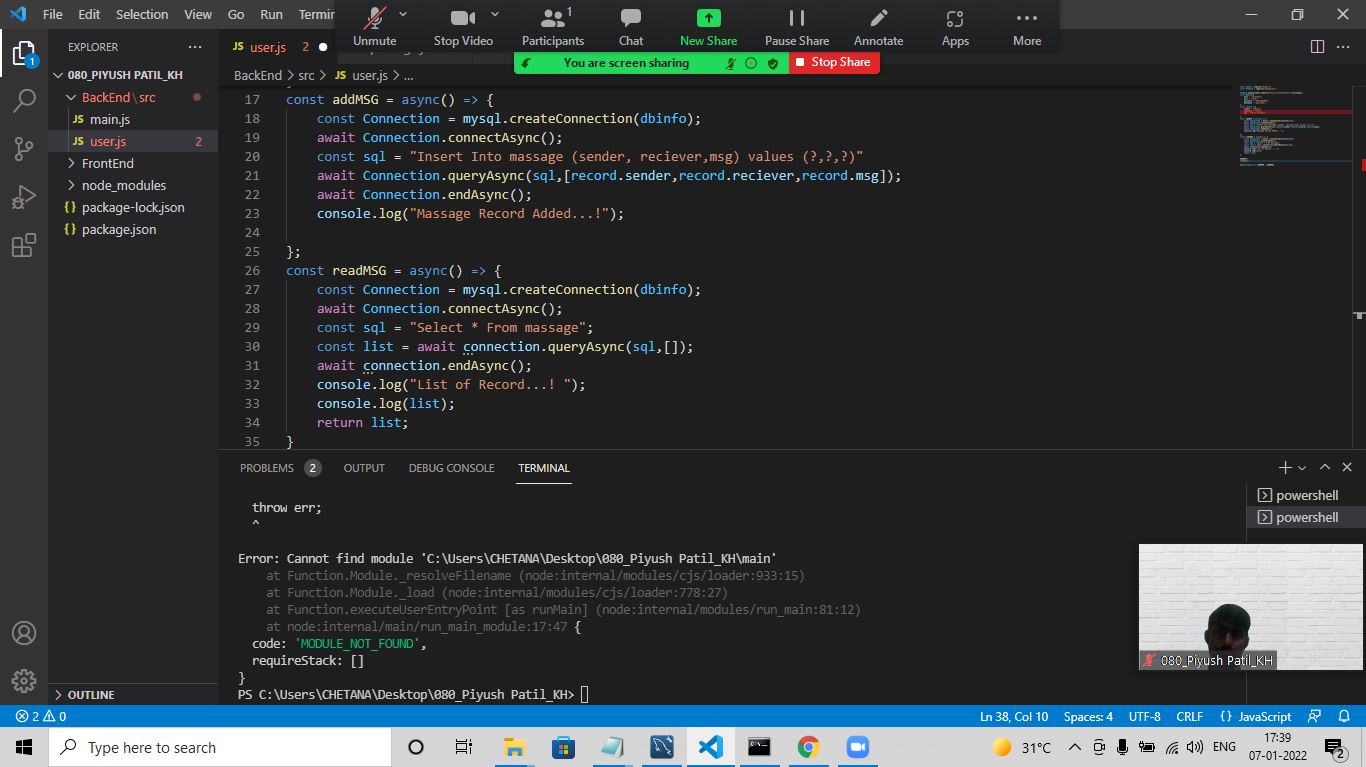 File Edit Selection View Go Run Termin
Unmute
Stop Video
1
Participants
Chat
New Share
Pause Share
Annotate
Apps
More
You are screen sharing
Stop Share
EXPLORER
080_PIYUSH PATIL_KH
BackEnd\src
JS main.js
JS user.js 2
FrontEnd
node_modules
{} package-lock.json
{} package.json
OUTLINE
1
JS user.js 2
BackEnd > src > JS user.js > ...
17 const addMSG = async() => {
18 const Connection = mysql.createConnection(dbinfo);
19 await Connection.connectAsync();
20 const sql = "Insert Into massage (sender, reciever,msg) values (?,?,?)"
21 await Connection.queryAsync(sql,[record.sender,record.reciever,record.msg]);
22 await Connection.endAsync();
23 console.log("Massage Record Added...!");
24
25 };
26 const readMSG = async() => {
27 const Connection = mysql.createConnection(dbinfo);
28 await Connection.connectAsync();
29 const sql = "Select * From massage";
30 const list = await connection.queryAsync(sql,[]);
31 await connection.endAsync();
32 console.log("List of Record...! ");
33 console.log(list);
34 return list;
35 }
PROBLEMS 2 OUTPUT DEBUG CONSOLE TERMINAL
throw err;
^
Error: Cannot find module 'C:\Users\CHETANA\Desktop\080_Piyush Patil_KH\main'
at Function.Module._resolveFilename (node:internal/modules/cjs/loader:933:15)
at Function.Module._load (node:internal/modules/cjs/loader:778:27)
at Function.executeUserEntryPoint [as runMain] (node:internal/modules/run_main:81:12)
at node:internal/main/run_main_module:17:47 {
code: 'MODULE_NOT_FOUND',
requireStack: []
}
PS C:\Users\CHETANA\Desktop\080_Piyush Patil_KH>
powershell
powershell
080_Piyush Patil_KH
2 0
Ln 38, Col 10 Spaces: 4 UTF-8 CRLF {} JavaScript
Type here to search
31°C
ENG
17:39
07-01-2022
2